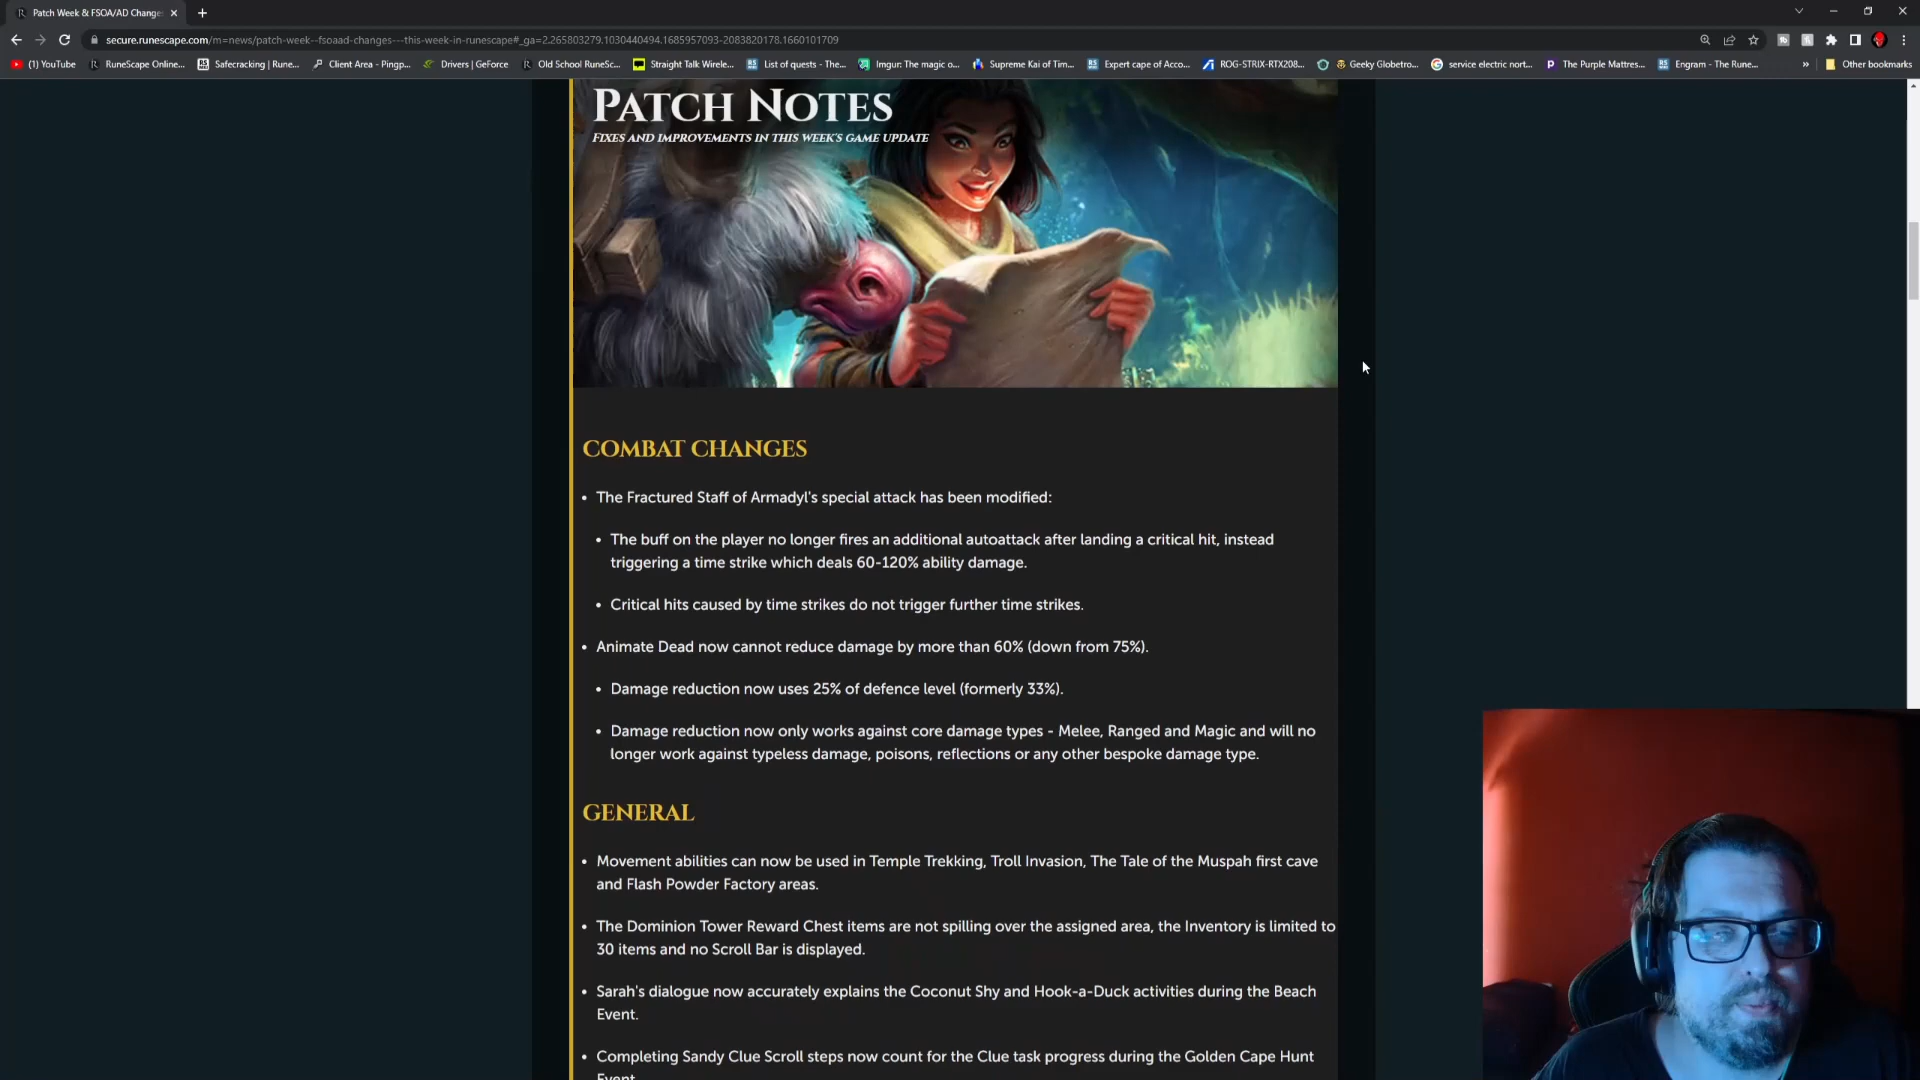 Patch Week & FSOA/AD Change
secure.runescape.com/m=news/patch-week--fsoaad-changes---this-week-in-runescape#_ga=2.265803279.1030440494.1685957093-2083820178.1660101709
(1) YouTube
RuneScape Online...
Safecracking | Rune...
Client Area - Pingp...
Drivers | GeForce
Old School RuneSc...
Straight Talk Wirele...
List of quests - The...
Imgur: The magic o...
Supreme Kai of Tim...
Expert cape of Acco...
ROG-STRIX-RTX208...
Geeky Globetro...
service electric nort...
The Purple Mattres...
Engram - The Rune...
»
Other bookmarks
PATCH NOTES
FIXES AND IMPROVEMENTS IN THIS WEEK'S GAME UPDATE
COMBAT CHANGES
• The Fractured Staff of Armadyl's special attack has been modified:
• The buff on the player no longer fires an additional autoattack after landing a critical hit, instead
triggering a time strike which deals 60-120% ability damage.
• Critical hits caused by time strikes do not trigger further time strikes.
• Animate Dead now cannot reduce damage by more than 60% (down from 75%).
• Damage reduction now uses 25% of defence level (formerly 33%).
• Damage reduction now only works against core damage types - Melee, Ranged and Magic and will no
longer work against typeless damage, poisons, reflections or any other bespoke damage type.
GENERAL
• Movement abilities can now be used in Temple Trekking, Troll Invasion, The Tale of the Muspah first cave
and Flash Powder Factory areas.
• The Dominion Tower Reward Chest items are not spilling over the assigned area, the Inventory is limited to
30 items and no Scroll Bar is displayed.
• Sarah's dialogue now accurately explains the Coconut Shy and Hook-a-Duck activities during the Beach
Event.
• Completing Sandy Clue Scroll steps now count for the Clue task progress during the Golden Cape Hunt
Event.